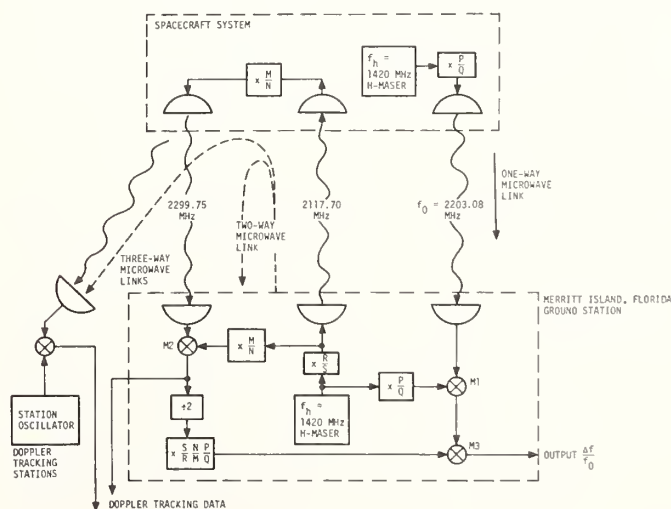 SPACECRAFT SYSTEM
f_h =
1420 MHz
H-MASER
× P/Q
× M/N
2299.75
MHz
2117.70
MHz
f_0 = 2203.08
MHz
ONE-WAY
MICROWAVE
LINK
TWO-WAY
MICROWAVE
LINK
THREE-WAY
MICROWAVE
LINKS
MERRITT ISLAND, FLORIDA
GROUND STATION
M2
× M/N
× R/S
× P/Q
M1
÷2
f_h =
1420 MHz
H-MASER
STATION
OSCILLATOR
DOPPLER
TRACKING
STATIONS
× S/R N/M P/Q
M3
OUTPUT Δf/f_0
DOPPLER TRACKING DATA